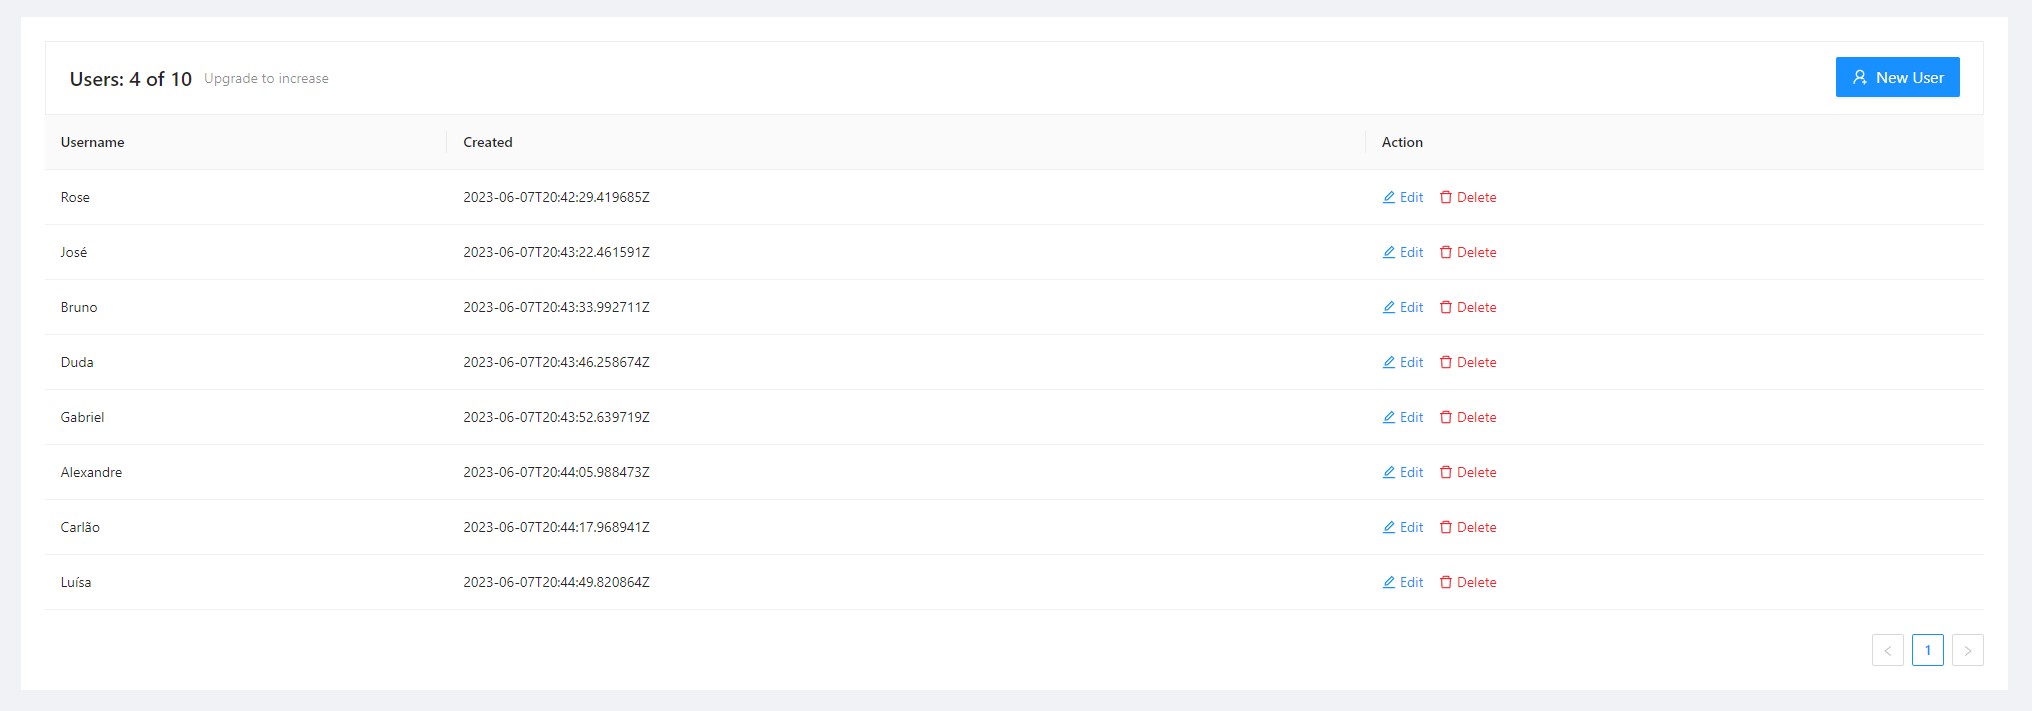 Users: 4 of 10 Upgrade to increase New User
Username Created Action
Rose 2023-06-07T20:42:29.419685Z Edit Delete
José 2023-06-07T20:43:22.461591Z Edit Delete
Bruno 2023-06-07T20:43:33.992711Z Edit Delete
Duda 2023-06-07T20:43:46.258674Z Edit Delete
Gabriel 2023-06-07T20:43:52.639719Z Edit Delete
Alexandre 2023-06-07T20:44:05.988473Z Edit Delete
Carlão 2023-06-07T20:44:17.968941Z Edit Delete
Luísa 2023-06-07T20:44:49.820864Z Edit Delete
< 1 >